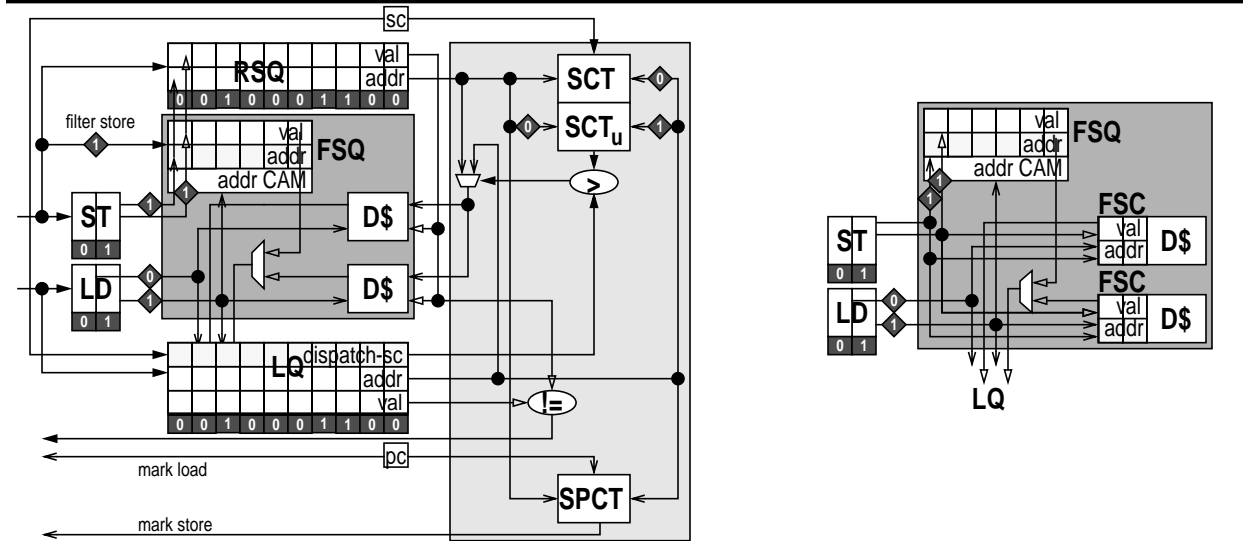 sc
val
RSQ
addr
0 0 1 0 0 0 1 1 0 0
SCT
0
filter store
1
val
FSQ
addr
addr CAM
0
SCTu
1
>
ST
1
1
0 1
D$
LD
0
1
0 1
D$
dispatch-sc
LQ
addr
val
0 0 1 0 0 0 1 1 0 0
!=
mark load
pc
SPCT
mark store
val
FSQ
addr
addr CAM
1
1
ST
0 1
FSC
val
addr
D$
LD
0
1
0 1
FSC
val
addr
D$
LQ